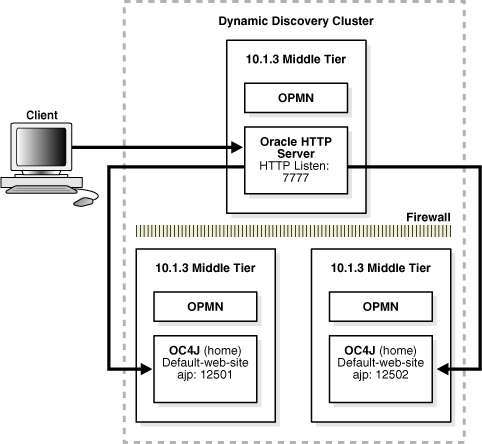 Dynamic Discovery Cluster
10.1.3 Middle Tier
OPMN
Client
Oracle HTTP
Server
HTTP Listen:
7777
Firewall
10.1.3 Middle Tier
OPMN
OC4J (home)
Default-web-site
ajp: 12501
10.1.3 Middle Tier
OPMN
OC4J (home)
Default-web-site
ajp: 12502